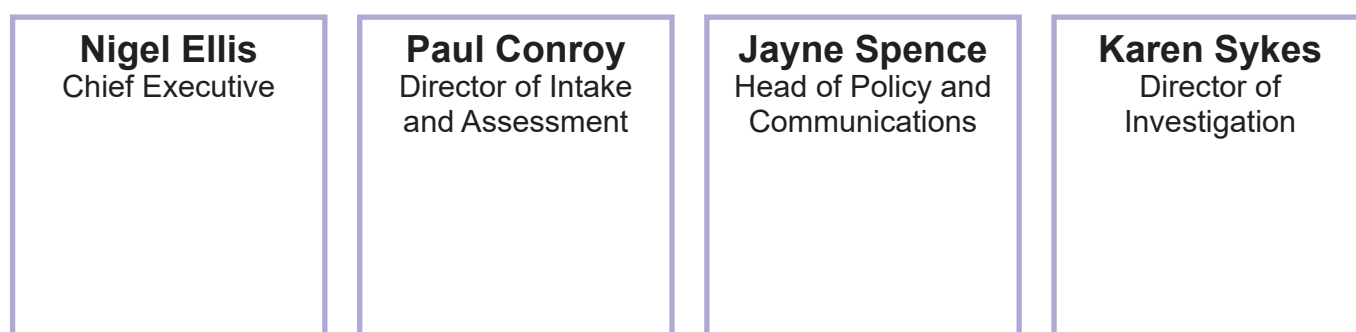 Nigel Ellis
Chief Executive
Paul Conroy
Director of Intake
and Assessment
Jayne Spence
Head of Policy and
Communications
Karen Sykes
Director of
Investigation